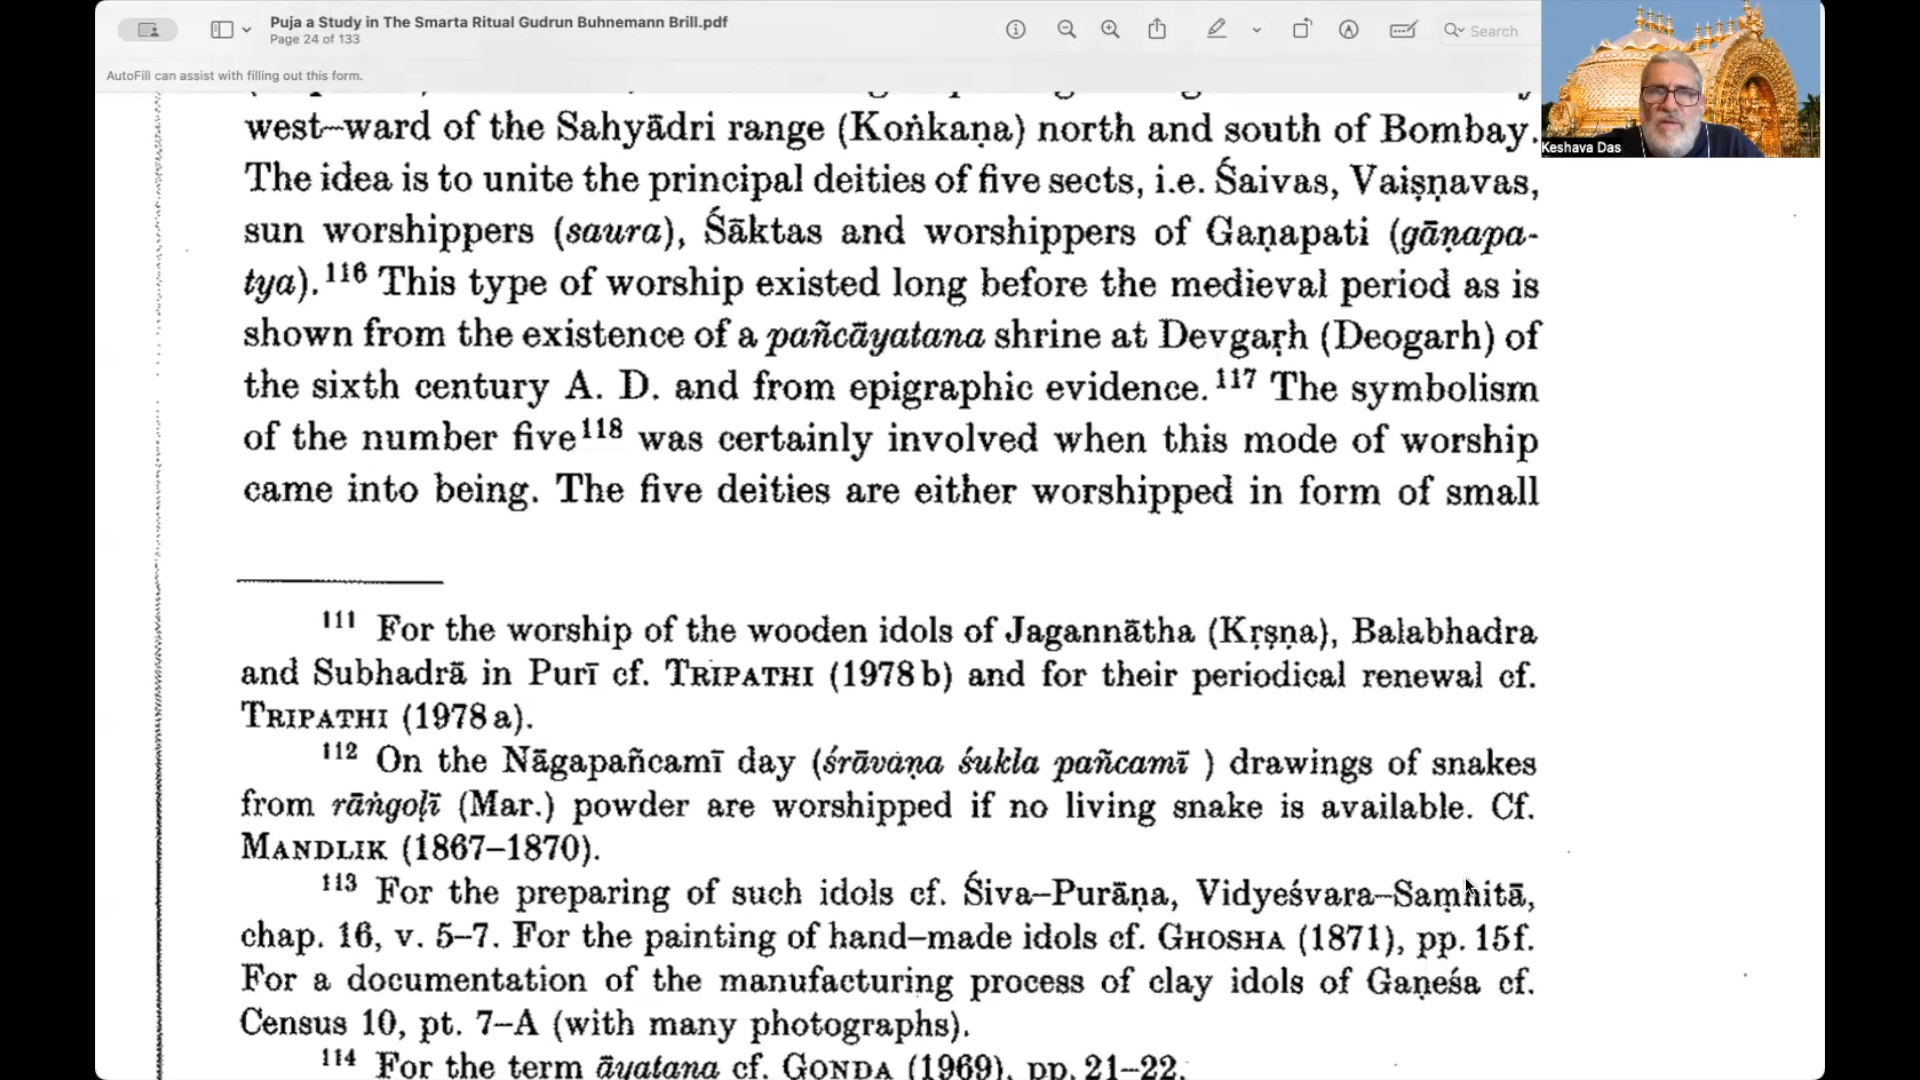 Puja a Study in The Smarta Ritual Gudrun Buhnemann Brill.pdf
Page 24 of 133
Search
AutoFill can assist with filling out this form.
Keshava Das
west–ward of the Sahyādri range (Koṅkaṇa) north and south of Bombay.
The idea is to unite the principal deities of five sects, i.e. Śaivas, Vaiṣṇavas,
sun worshippers (saura), Śāktas and worshippers of Gaṇapati (gāṇapa-
tya).116 This type of worship existed long before the medieval period as is
shown from the existence of a pañcāyatana shrine at Devgaṛh (Deogarh) of
the sixth century A. D. and from epigraphic evidence.117 The symbolism
of the number five118 was certainly involved when this mode of worship
came into being. The five deities are either worshipped in form of small
111 For the worship of the wooden idols of Jagannātha (Kṛṣṇa), Balabhadra
and Subhadrā in Purī cf. TRIPATHI (1978 b) and for their periodical renewal cf.
TRIPATHI (1978 a).
112 On the Nāgapañcamī day (śrāvaṇa śukla pañcamī ) drawings of snakes
from rāṅgoḷī (Mar.) powder are worshipped if no living snake is available. Cf.
MANDLIK (1867–1870).
113 For the preparing of such idols cf. Śiva–Purāṇa, Vidyeśvara–Saṃhitā,
chap. 16, v. 5–7. For the painting of hand–made idols cf. GHOSHA (1871), pp. 15f.
For a documentation of the manufacturing process of clay idols of Gaṇeśa cf.
Census 10, pt. 7–A (with many photographs).
114 For the term āyatana cf. GONDA (1969), pp. 21–22.